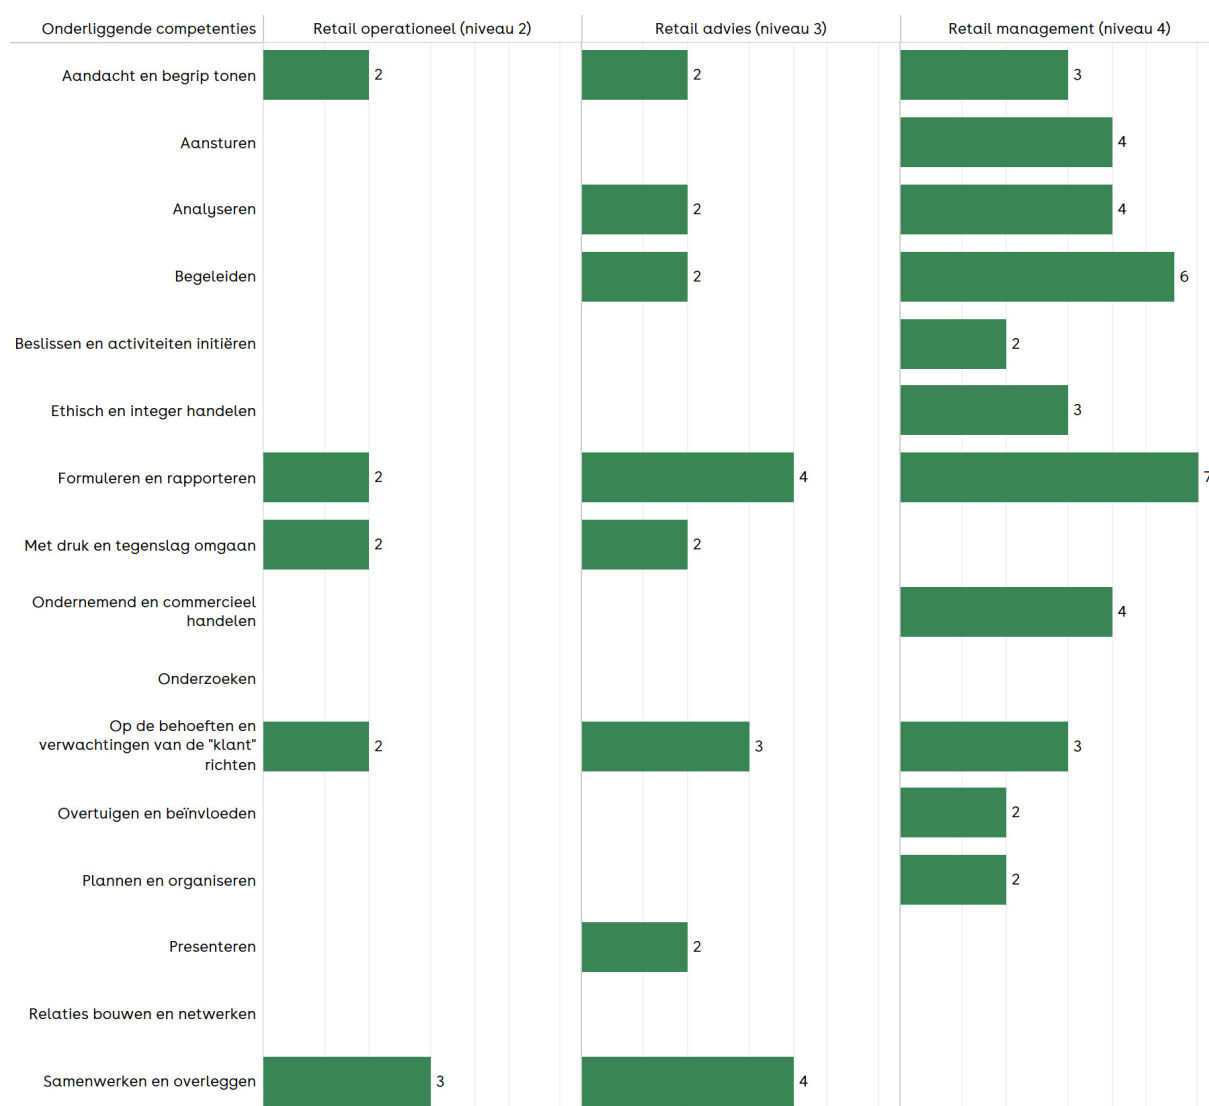 Onderliggende competenties Retail operationeel (niveau 2) Retail advies (niveau 3) Retail management (niveau 4)
Aandacht en begrip tonen 2 2 3
Aansturen 4
Analyseren 2 4
Begeleiden 2 6
Beslissen en activiteiten initiëren 2
Ethisch en integer handelen 3
Formuleren en rapporteren 2 4 7
Met druk en tegenslag omgaan 2 2
Ondernemend en commercieel
handelen 4
Onderzoeken
Op de behoeften en
verwachtingen van de "klant" 2 3 3
richten
Overtuigen en beïnvloeden 2
Plannen en organiseren 2
Presenteren 2
Relaties bouwen en netwerken
Samenwerken en overleggen 3 4